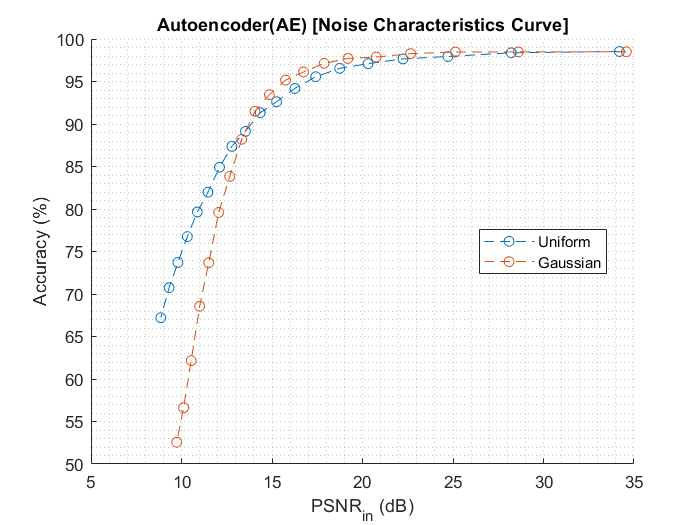 Autoencoder(AE) [Noise Characteristics Curve]
100
95
90
85
80
75
70
65
60
55
50
Accuracy (%)
Uniform
Gaussian
5 10 15 20 25 30 35
PSNR_in (dB)